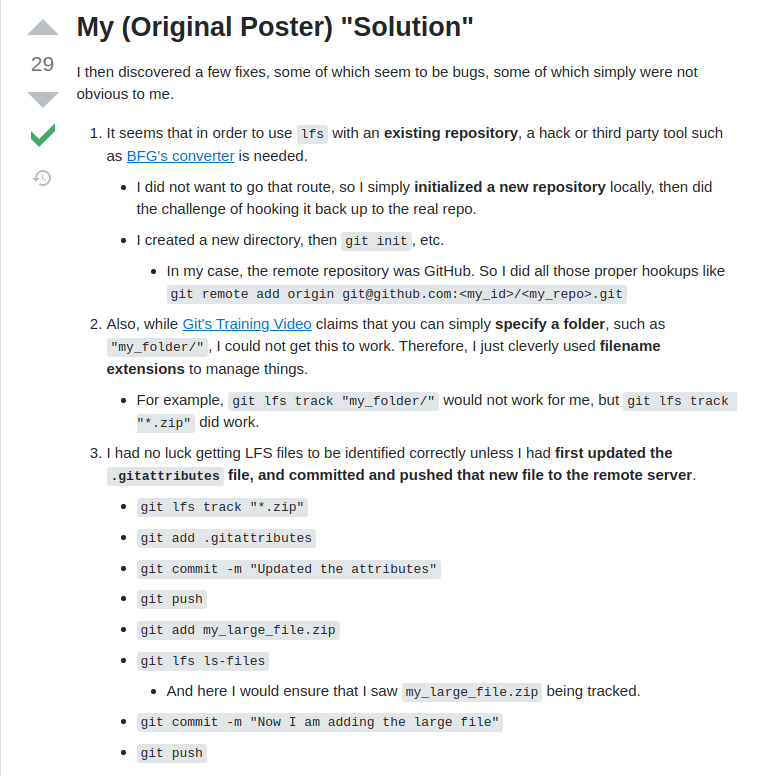 My (Original Poster) "Solution"
29
I then discovered a few fixes, some of which seem to be bugs, some of which simply were not
obvious to me.
1. It seems that in order to use lfs with an existing repository, a hack or third party tool such
as BFG's converter is needed.
• I did not want to go that route, so I simply initialized a new repository locally, then did
the challenge of hooking it back up to the real repo.
• I created a new directory, then git init, etc.
• In my case, the remote repository was GitHub. So I did all those proper hookups like
git remote add origin git@github.com:<my_id>/<my_repo>.git
2. Also, while Git's Training Video claims that you can simply specify a folder, such as
"my_folder/", I could not get this to work. Therefore, I just cleverly used filename
extensions to manage things.
• For example, git lfs track "my_folder/" would not work for me, but git lfs track
"*.zip" did work.
3. I had no luck getting LFS files to be identified correctly unless I had first updated the
.gitattributes file, and committed and pushed that new file to the remote server.
• git lfs track "*.zip"
• git add .gitattributes
• git commit -m "Updated the attributes"
• git push
• git add my_large_file.zip
• git lfs ls-files
• And here I would ensure that I saw my_large_file.zip being tracked.
• git commit -m "Now I am adding the large file"
• git push